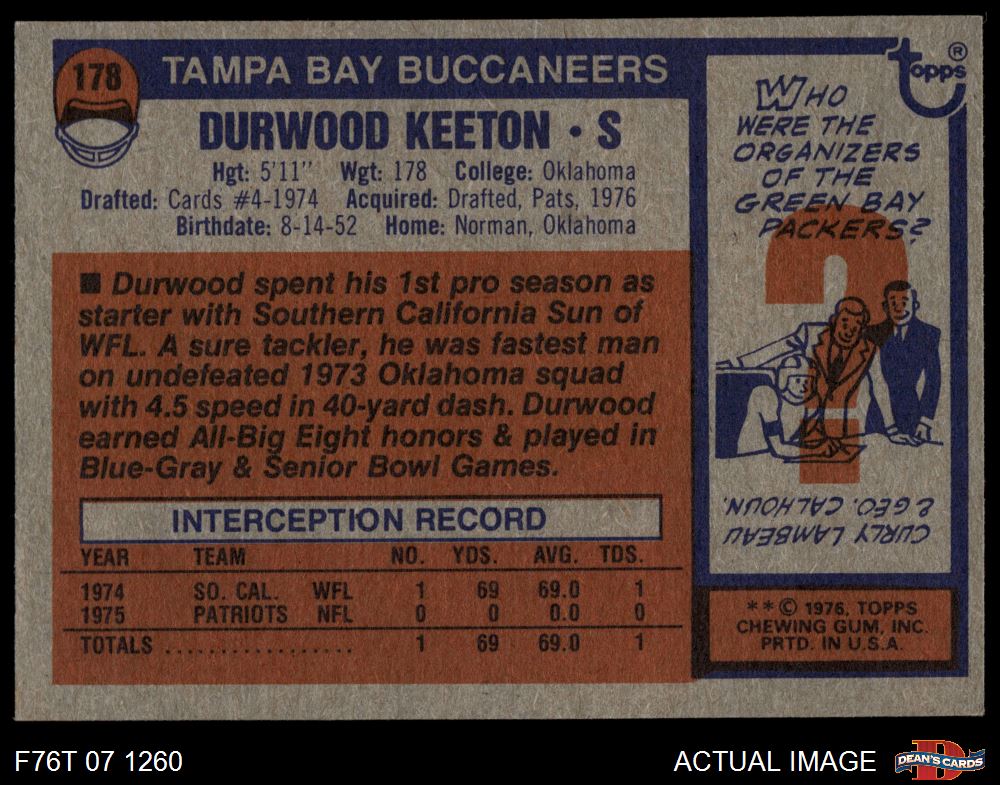 178
TAMPA BAY BUCCANEERS
DURWOOD KEETON • S
Hgt: 5'11" Wgt: 178 College: Oklahoma
Drafted: Cards #4-1974 Acquired: Drafted, Pats, 1976
Birthdate: 8-14-52 Home: Norman, Oklahoma
■ Durwood spent his 1st pro season as
starter with Southern California Sun of
WFL. A sure tackler, he was fastest man
on undefeated 1973 Oklahoma squad
with 4.5 speed in 40-yard dash. Durwood
earned All-Big Eight honors & played in
Blue-Gray & Senior Bowl Games.
INTERCEPTION RECORD
YEAR TEAM NO. YDS. AVG. TDS.
1974 SO. CAL. WFL 1 69 69.0 1
1975 PATRIOTS NFL 0 0 0.0 0
TOTALS ................. 1 69 69.0 1
topps®
WHO
WERE THE
ORGANIZERS
OF THE
GREEN BAY
PACKERS?
?
CURLY LAMBEAU
& GEO. CALHOUN.
**© 1976, TOPPS
CHEWING GUM, INC.
PRTD. IN U.S.A.
F76T 07 1260
ACTUAL IMAGE
D
DEAN'S CARDS